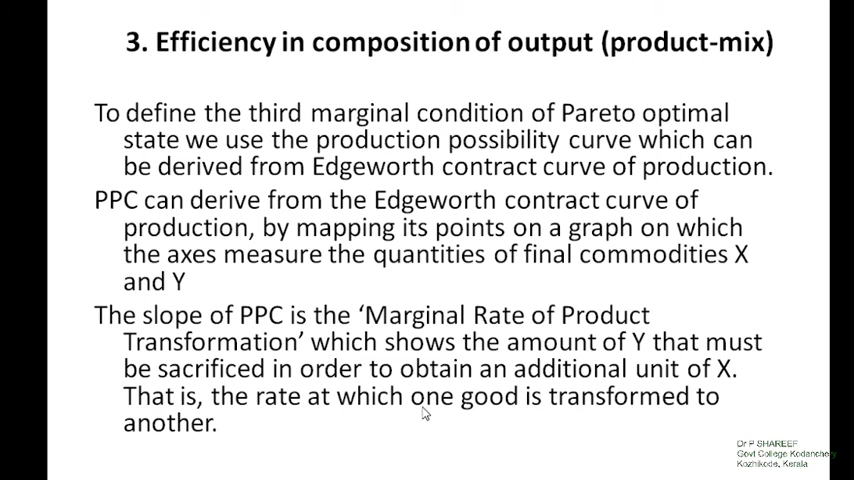 3. Efficiency in composition of output (product-mix)
To define the third marginal condition of Pareto optimal
state we use the production possibility curve which can
be derived from Edgeworth contract curve of production.
PPC can derive from the Edgeworth contract curve of
production, by mapping its points on a graph on which
the axes measure the quantities of final commodities X
and Y
The slope of PPC is the ‘Marginal Rate of Product
Transformation’ which shows the amount of Y that must
be sacrificed in order to obtain an additional unit of X.
That is, the rate at which one good is transformed to
another.
Dr P SHAREEF
Govt College Kodanchery
Kozhikode, Kerala